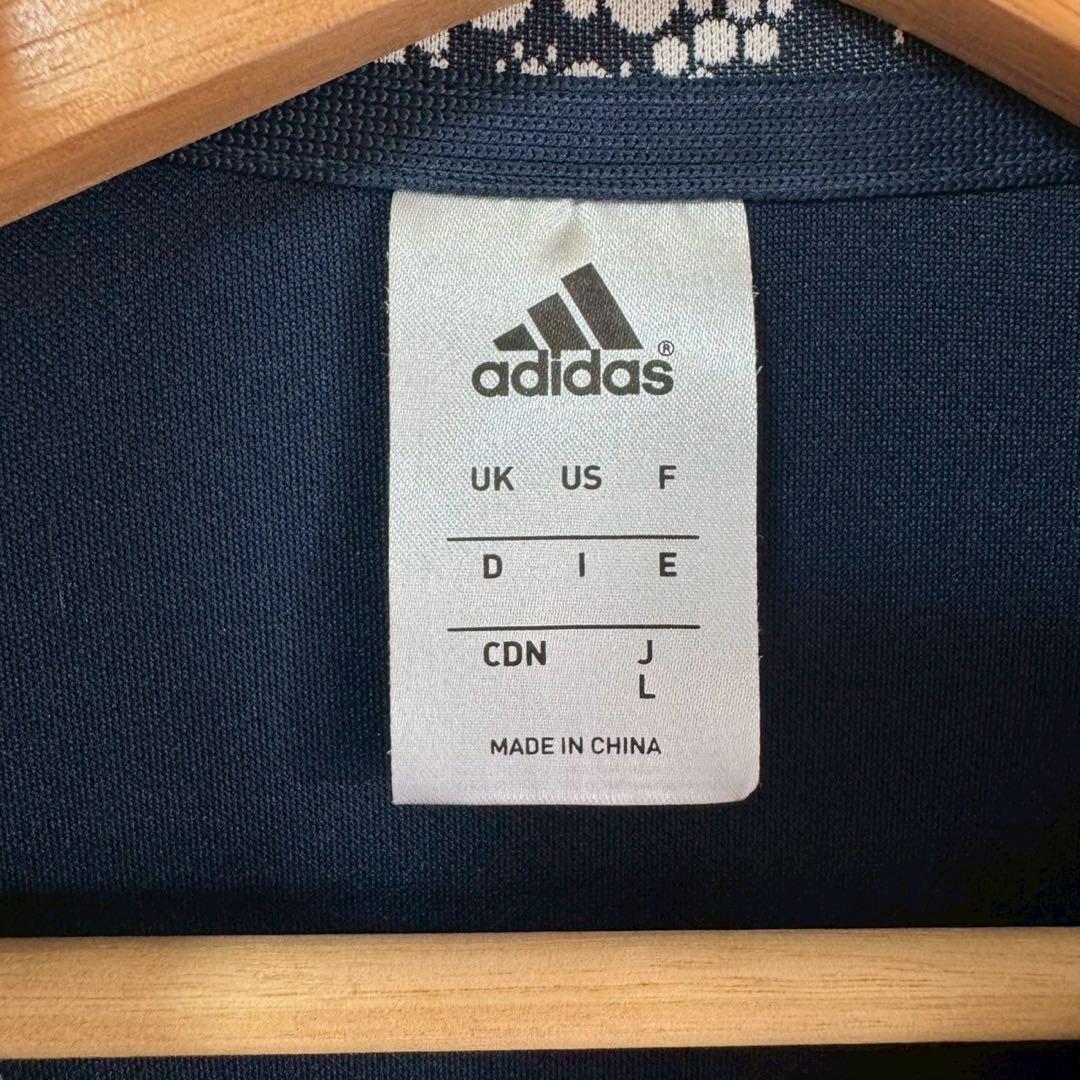 adidas®
UK US F
D I E
CDN J
L
MADE IN CHINA